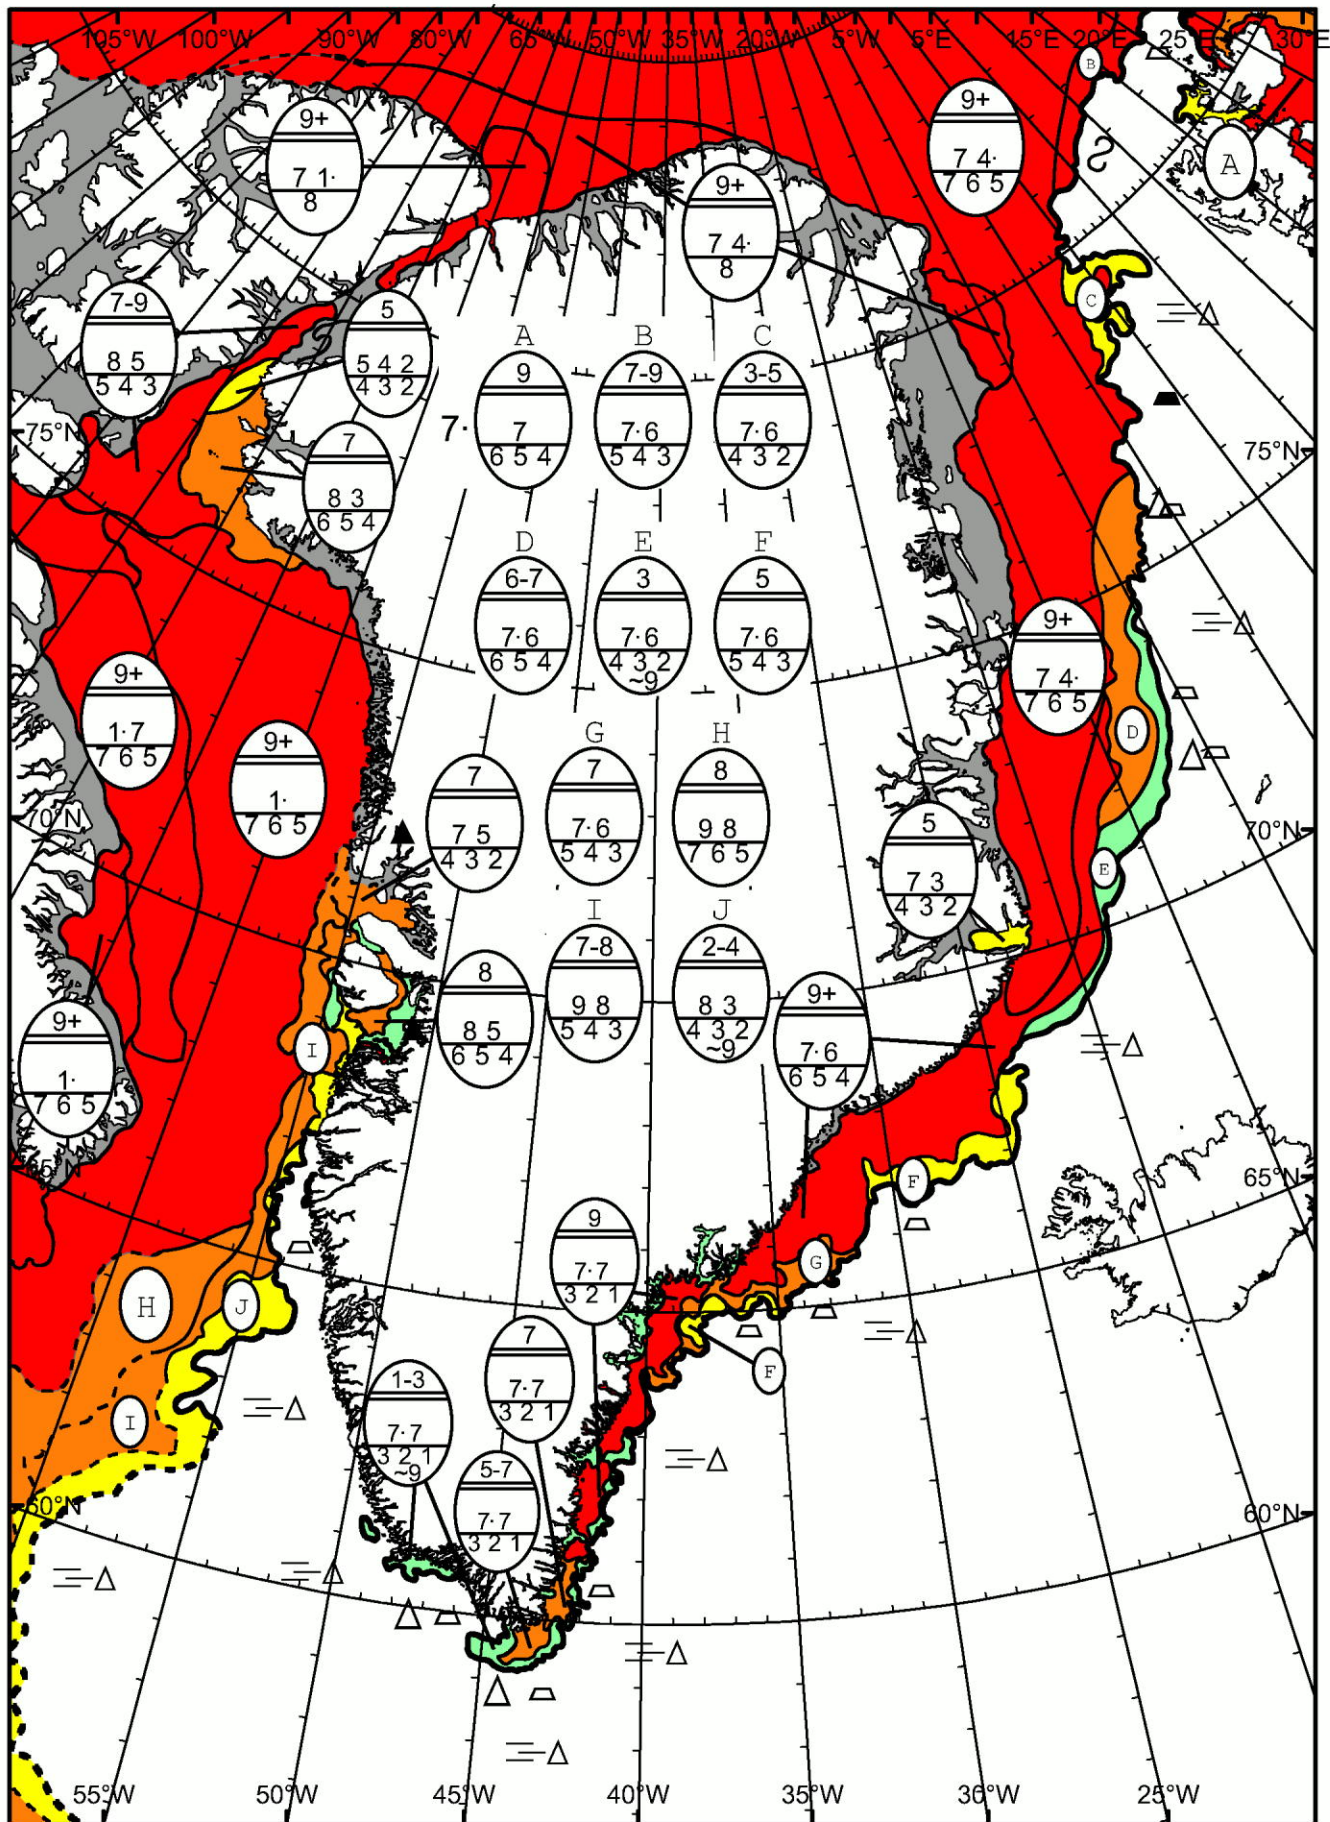 105°W 100°W 90°W 80°W 65°W 50°W 35°W 20°W 5°W 5°E 15°E 20°E 25°E 30°E
B
9+
7 1·
8
9+
7 4·
7 6 5
A
9+
7 4·
8
7-9
8 5
5 4 3
5
5 4 2
4 3 2
C
A B C
9 7-9 3-5
7· 7 7·6 7·6
6 5 4 5 4 3 4 3 2
75°N 75°N
7
8 3
6 5 4
D E F
6-7 3 5
7·6 7·6 7·6
6 5 4 4 3 2 5 4 3
~9
9+
7 4·
7 6 5
9+
1·7
7 6 5
D
9+
1·
7 6 5
G H
7 7 8
7 5 7·6 9 8
4 3 2 5 4 3 7 6 5
70°N 70°N
5
7 3
4 3 2
E
I J
8 7-8 2-4
8 5 9 8 8 3
6 5 4 5 4 3 4 3 2
~9
9+
7·6
6 5 4
9+
1·
7 6 5
I
65°N 65°N
F
9
7·7
3 2 1
G
H J
7
7·7
3 2 1
F
1-3
7·7
3 2 1
~9
I
5-7
7·7
3 2 1
60°N 60°N
55°W 50°W 45°W 40°W 35°W 30°W 25°W